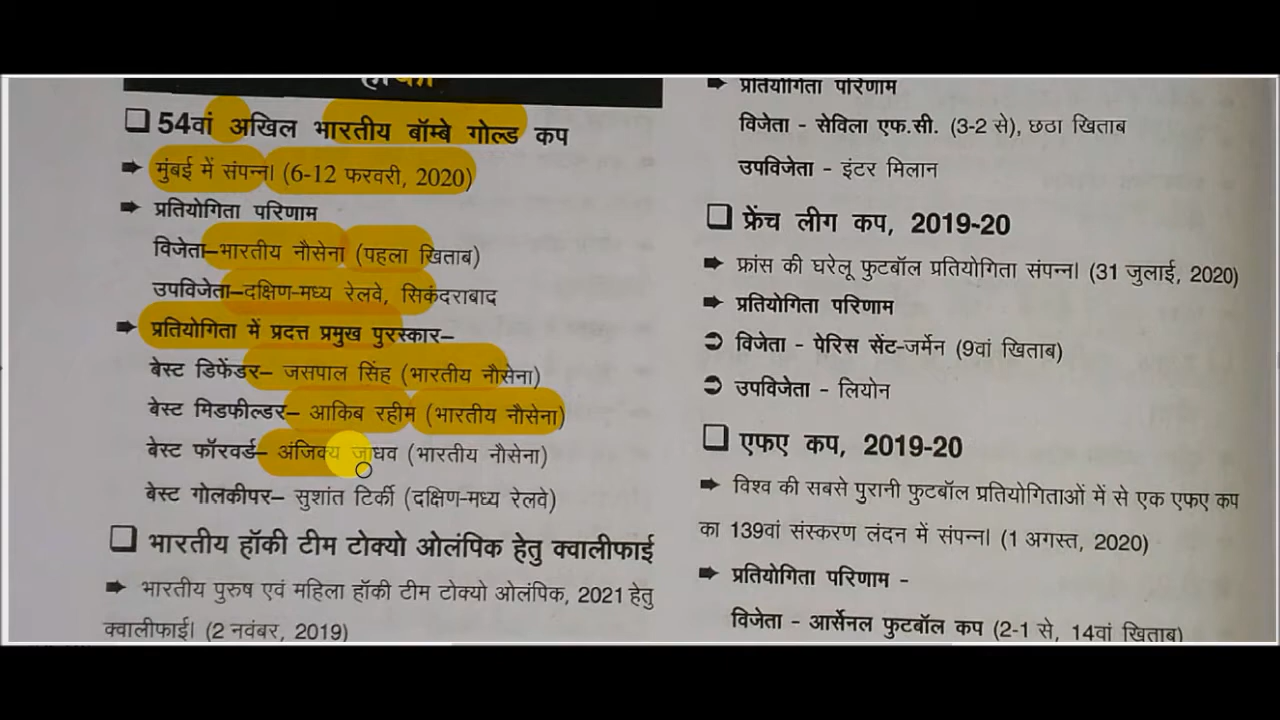 हॉकी
❑ 54वां अखिल भारतीय बॉम्बे गोल्ड कप
➡ मुंबई में संपन्न। (6-12 फरवरी, 2020)
➡ प्रतियोगिता परिणाम
विजेता–भारतीय नौसेना (पहला खिताब)
उपविजेता–दक्षिण-मध्य रेलवे, सिकंदराबाद
➡ प्रतियोगिता में प्रदत्त प्रमुख पुरस्कार–
बेस्ट डिफेंडर– जसपाल सिंह (भारतीय नौसेना)
बेस्ट मिडफील्डर– आकिब रहीम (भारतीय नौसेना)
बेस्ट फॉरवर्ड– अंजिक्य जाधव (भारतीय नौसेना)
बेस्ट गोलकीपर– सुशांत टिर्की (दक्षिण-मध्य रेलवे)
❑ भारतीय हॉकी टीम टोक्यो ओलंपिक हेतु क्वालीफाई
➡ भारतीय पुरुष एवं महिला हॉकी टीम टोक्यो ओलंपिक, 2021 हेतु
क्वालीफाई। (2 नवंबर, 2019)
➡ प्रतियोगिता परिणाम
विजेता - सेविला एफ.सी. (3-2 से), छठा खिताब
उपविजेता - इंटर मिलान
❑ फ्रेंच लीग कप, 2019-20
➡ फ्रांस की घरेलू फुटबॉल प्रतियोगिता संपन्न। (31 जुलाई, 2020)
➡ प्रतियोगिता परिणाम
➲ विजेता - पेरिस सेंट-जर्मेन (9वां खिताब)
➲ उपविजेता - लियोन
❑ एफए कप, 2019-20
➡ विश्व की सबसे पुरानी फुटबॉल प्रतियोगिताओं में से एक एफए कप
का 139वां संस्करण लंदन में संपन्न। (1 अगस्त, 2020)
➡ प्रतियोगिता परिणाम -
विजेता - आर्सेनल फुटबॉल कप (2-1 से, 14वां खिताब)